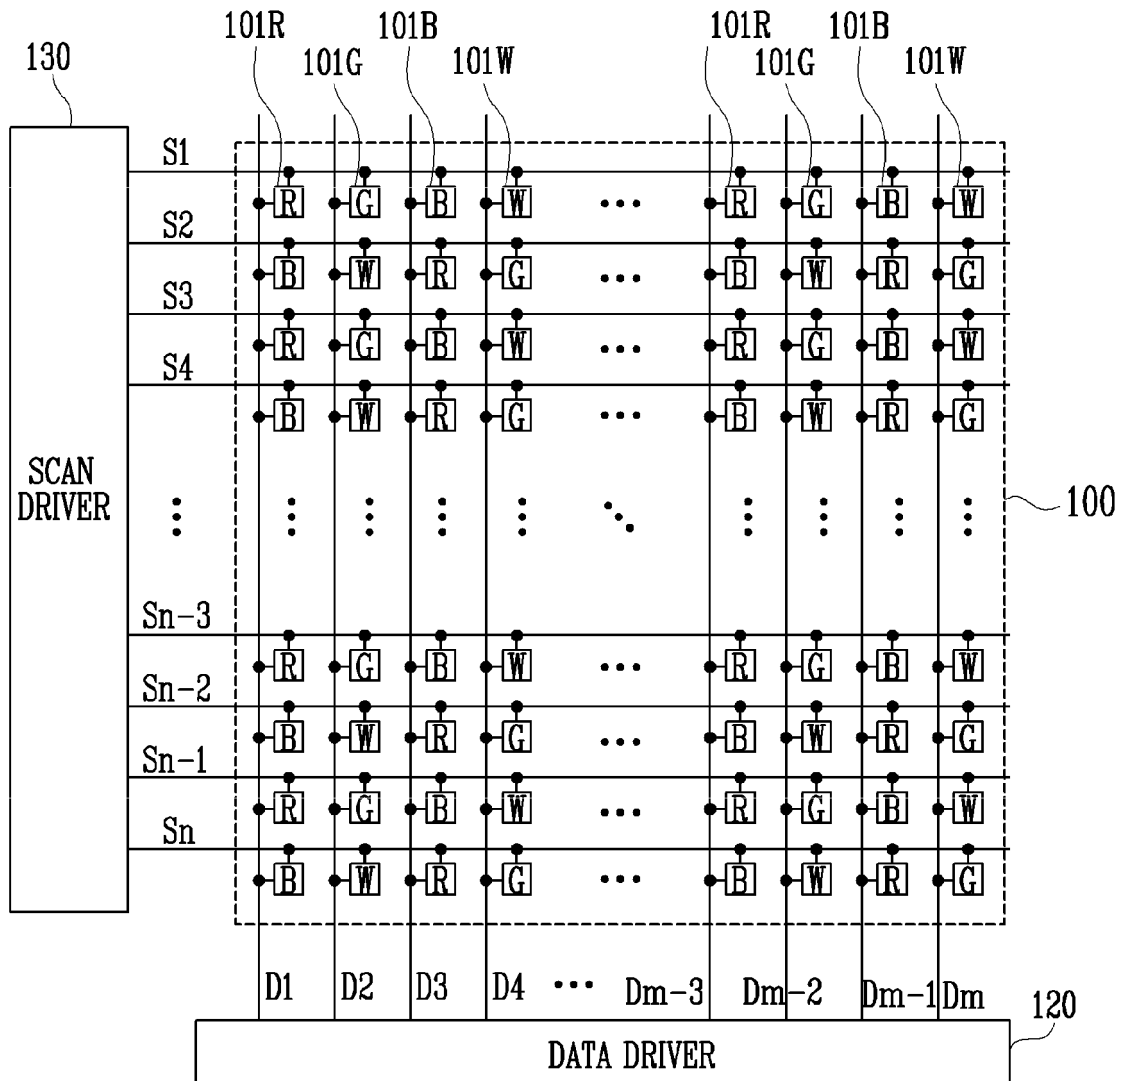 101R 101B 101R 101B
130 101G 101W 101G 101W
S1
R G B W ... R G B W
S2
B W R G ... B W R G
S3
R G B W ... R G B W
S4
B W R G ... B W R G
SCAN
DRIVER
100
Sn-3
R G B W ... R G B W
Sn-2
B W R G ... B W R G
Sn-1
R G B W ... R G B W
Sn
B W R G ... B W R G
D1 D2 D3 D4 ... Dm-3 Dm-2 Dm-1 Dm
120
DATA DRIVER